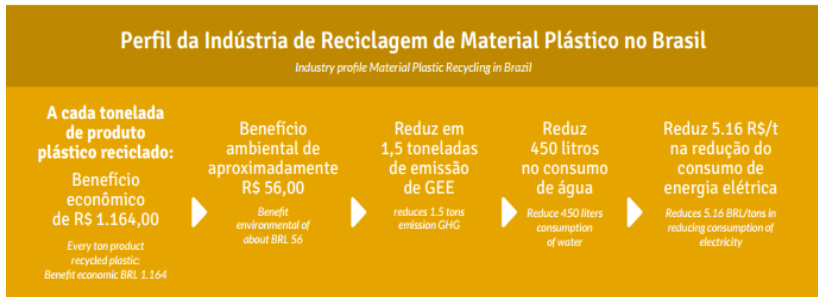 Perfil da Indústria de Reciclagem de Material Plástico no Brasil
Industry profile Material Plastic Recycling in Brazil
A cada tonelada
de produto
plástico reciclado:
Benefício
econômico
de R$ 1.164,00
Every ton product
recycled plastic:
Benefit economic BRL 1.164
Benefício
ambiental de
aproximadamente
R$ 56,00
Benefit
environmental of
about BRL 56
Reduz em
1,5 toneladas
de emissão
de GEE
reduces 1.5 tons
emission GHG
Reduz
450 litros
no consumo
de água
Reduce 450 liters
consumption
of water
Reduz 5.16 R$/t
na redução do
consumo de
energia elétrica
Reduces 5.16 BRL/tons in
reducing consumption of
electricity